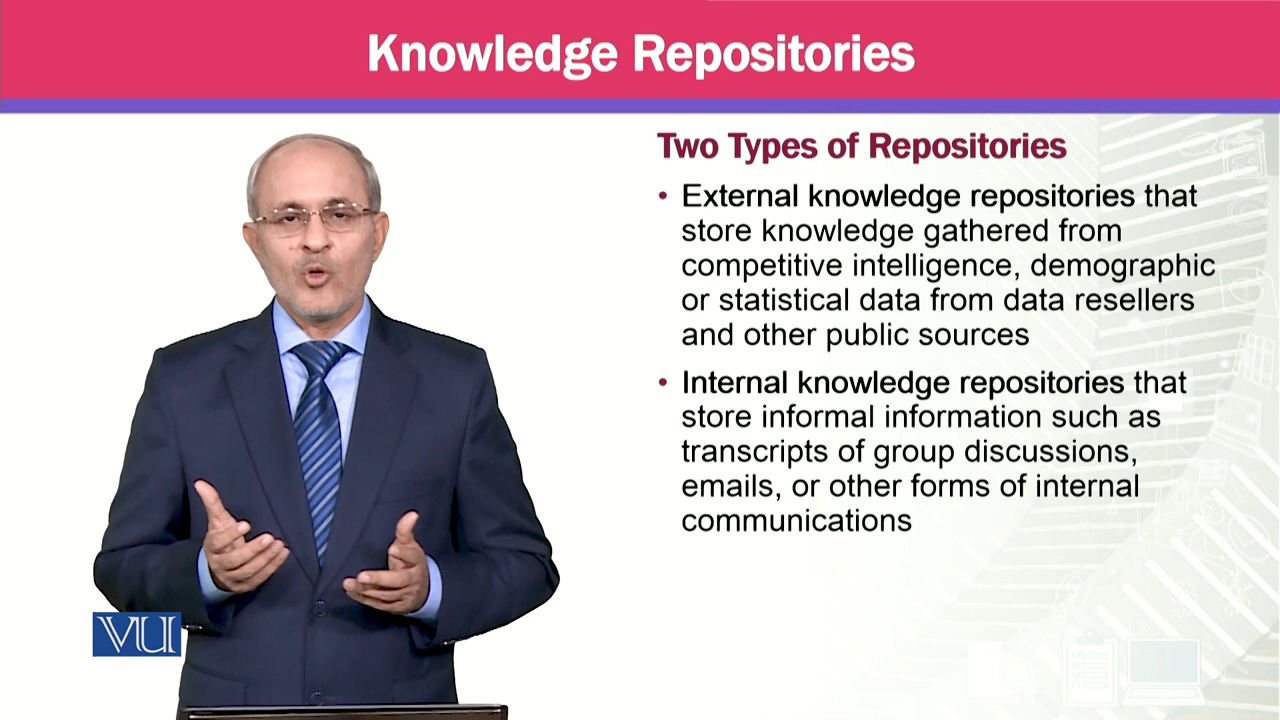 Knowledge Repositories
Two Types of Repositories
• External knowledge repositories that
store knowledge gathered from
competitive intelligence, demographic
or statistical data from data resellers
and other public sources
• Internal knowledge repositories that
store informal information such as
transcripts of group discussions,
emails, or other forms of internal
communications
VU